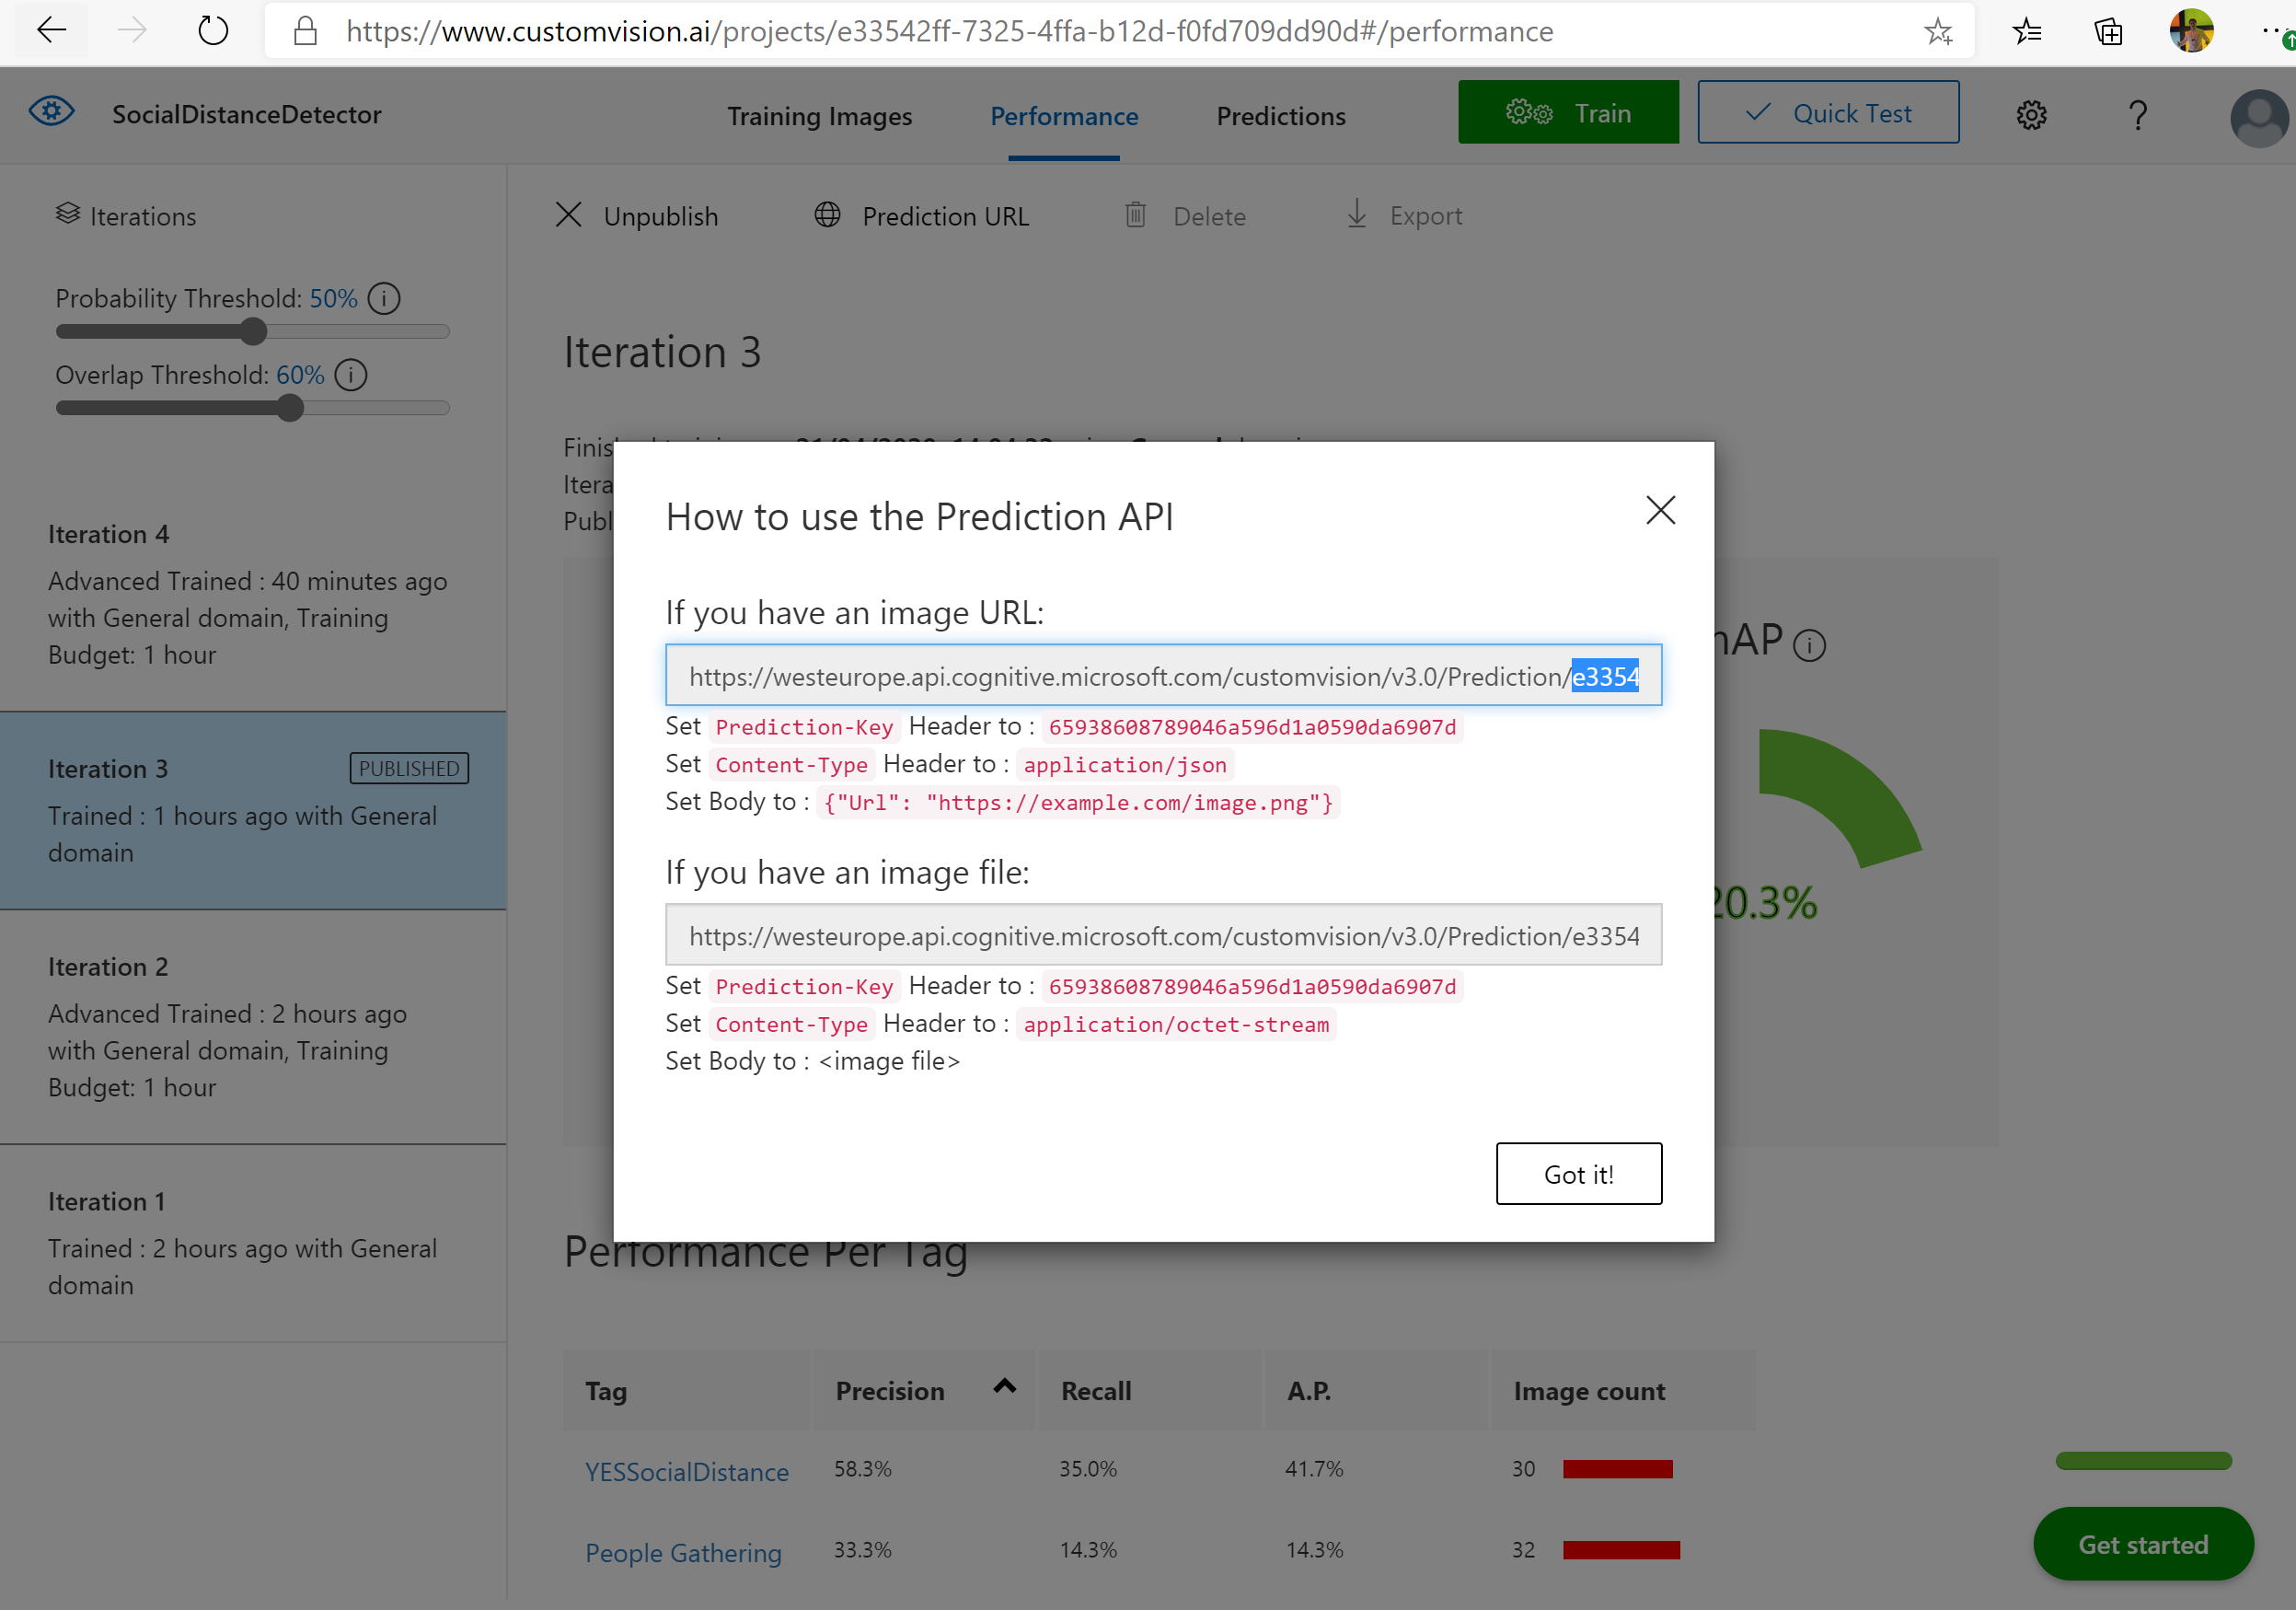 https://www.customvision.ai/projects/e33542ff-7325-4ffa-b12d-f0fd709dd90d#/performance
SocialDistanceDetector
Training Images
Performance
Predictions
Train
Quick Test
?
Iterations
Unpublish
Prediction URL
Delete
Export
Probability Threshold: 50%
Overlap Threshold: 60%
Iteration 4
Advanced Trained : 40 minutes ago
with General domain, Training
Budget: 1 hour
Iteration 3
PUBLISHED
Trained : 1 hours ago with General
domain
Iteration 2
Advanced Trained : 2 hours ago
with General domain, Training
Budget: 1 hour
Iteration 1
Trained : 2 hours ago with General
domain
Iteration 3
How to use the Prediction API
If you have an image URL:
https://westeurope.api.cognitive.microsoft.com/customvision/v3.0/Prediction/e3354
Set Prediction-Key Header to : 65938608789046a596d1a0590da6907d
Set Content-Type Header to : application/json
Set Body to : {"Url": "https://example.com/image.png"}
If you have an image file:
https://westeurope.api.cognitive.microsoft.com/customvision/v3.0/Prediction/e3354
Set Prediction-Key Header to : 65938608789046a596d1a0590da6907d
Set Content-Type Header to : application/octet-stream
Set Body to : <image file>
Got it!
20.3%
Performance Per Tag
Tag Precision Recall A.P. Image count
YESSocialDistance 58.3% 35.0% 41.7% 30
People Gathering 33.3% 14.3% 14.3% 32
Get started